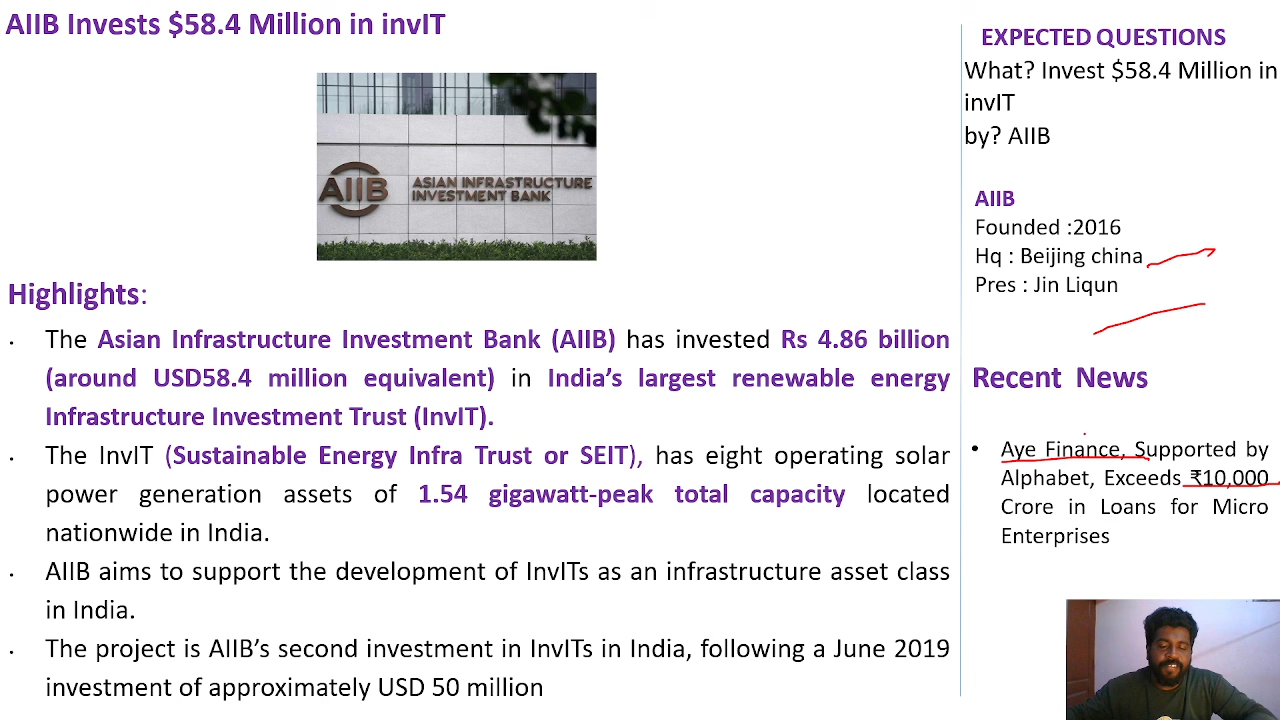 AIIB Invests $58.4 Million in invIT
AIIB
ASIAN INFRASTRUCTURE
INVESTMENT BANK
Highlights:
• The Asian Infrastructure Investment Bank (AIIB) has invested Rs 4.86 billion
(around USD58.4 million equivalent) in India’s largest renewable energy
Infrastructure Investment Trust (InvIT).
• The InvIT (Sustainable Energy Infra Trust or SEIT), has eight operating solar
power generation assets of 1.54 gigawatt-peak total capacity located
nationwide in India.
• AIIB aims to support the development of InvITs as an infrastructure asset class
in India.
• The project is AIIB’s second investment in InvITs in India, following a June 2019
investment of approximately USD 50 million
EXPECTED QUESTIONS
What? Invest $58.4 Million in
invIT
by? AIIB
AIIB
Founded :2016
Hq : Beijing china
Pres : Jin Liqun
Recent News
• Aye Finance, Supported by
Alphabet, Exceeds ₹10,000
Crore in Loans for Micro
Enterprises